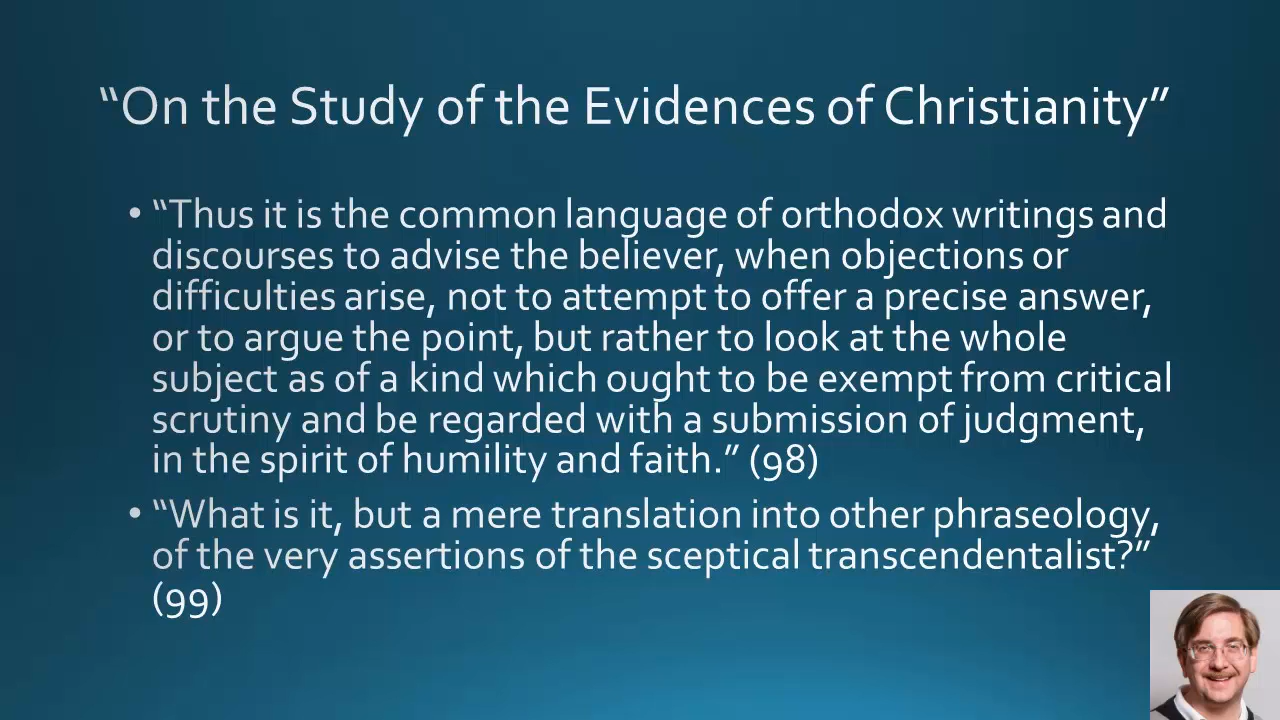 “On the Study of the Evidences of Christianity”
• “Thus it is the common language of orthodox writings and
discourses to advise the believer, when objections or
difficulties arise, not to attempt to offer a precise answer,
or to argue the point, but rather to look at the whole
subject as of a kind which ought to be exempt from critical
scrutiny and be regarded with a submission of judgment,
in the spirit of humility and faith.” (98)
• “What is it, but a mere translation into other phraseology,
of the very assertions of the sceptical transcendentalist?”
(99)